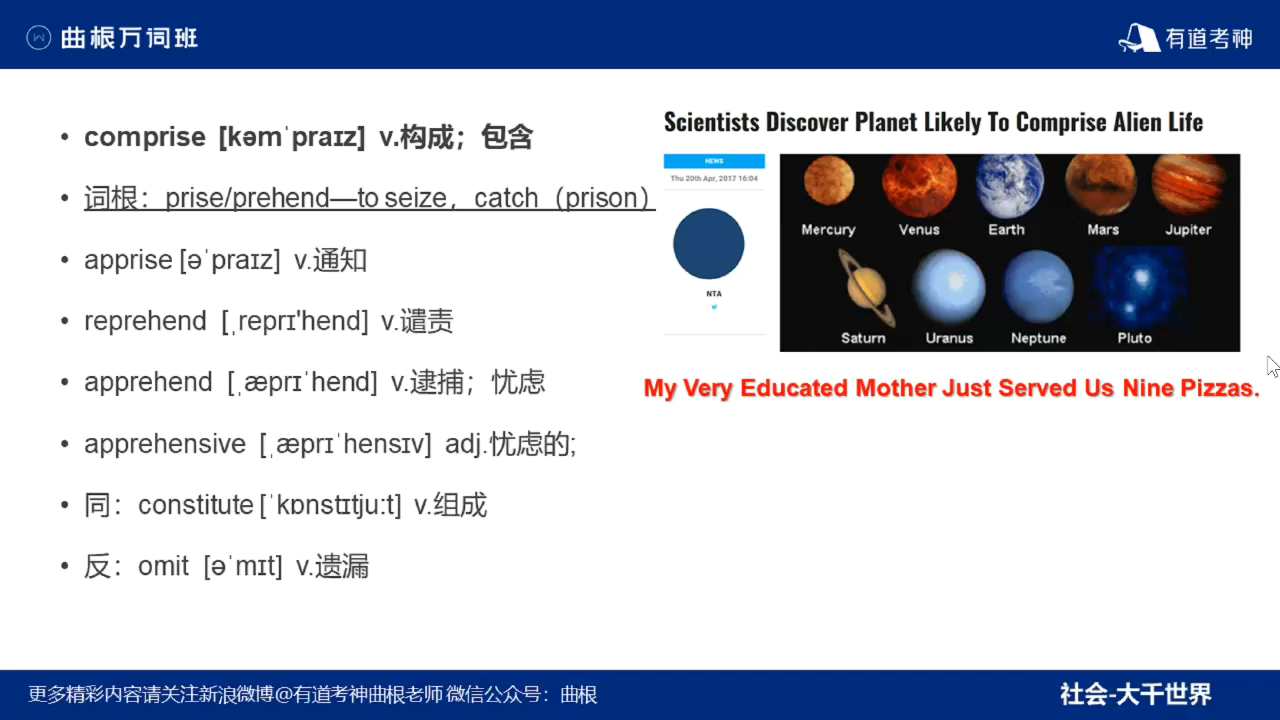 曲根万词班
有道考神
• comprise [kəmˈpraɪz] v.构成；包含
• 词根：prise/prehend—to seize，catch（prison）
• apprise [əˈpraɪz] v.通知
• reprehend [ˌreprɪ'hend] v.谴责
• apprehend [ˌæprɪˈhend] v.逮捕；忧虑
• apprehensive [ˌæprɪˈhensɪv] adj.忧虑的;
• 同：constitute [ˈkɒnstɪtjuːt] v.组成
• 反：omit [əˈmɪt] v.遗漏
Scientists Discover Planet Likely To Comprise Alien Life
NEWS
Thu 20th Apr, 2017 16:04
NTA
Mercury Venus Earth Mars Jupiter
Saturn Uranus Neptune Pluto
My Very Educated Mother Just Served Us Nine Pizzas.
更多精彩内容请关注新浪微博@有道考神曲根老师 微信公众号：曲根
社会-大千世界